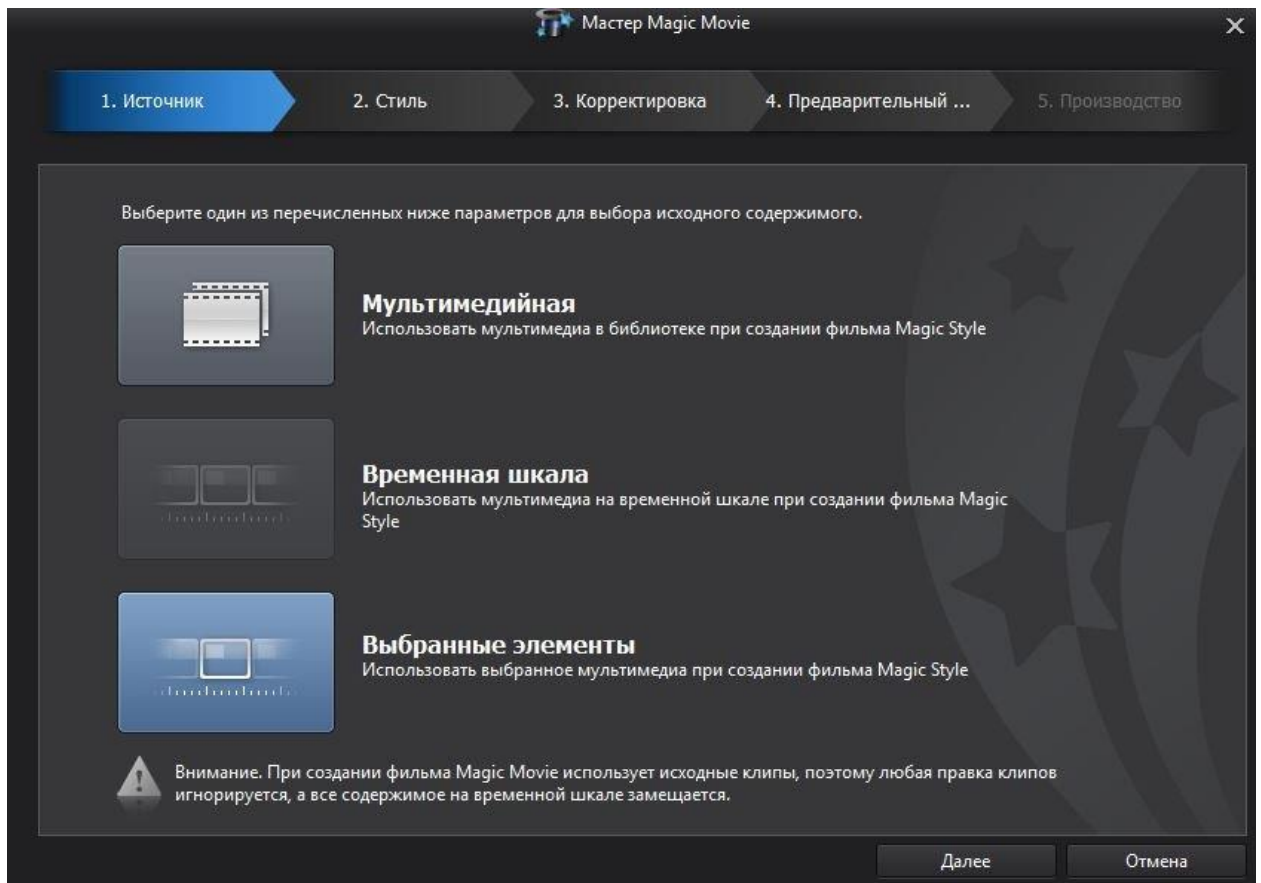 Мастер Magic Movie
1. Источник
2. Стиль
3. Корректировка
4. Предварительный ...
5. Производство
Выберите один из перечисленных ниже параметров для выбора исходного содержимого.
Мультимедийная
Использовать мультимедиа в библиотеке при создании фильма Magic Style
Временная шкала
Использовать мультимедиа на временной шкале при создании фильма Magic
Style
Выбранные элементы
Использовать выбранное мультимедиа при создании фильма Magic Style
Внимание. При создании фильма Magic Movie использует исходные клипы, поэтому любая правка клипов
игнорируется, а все содержимое на временной шкале замещается.
Далее
Отмена